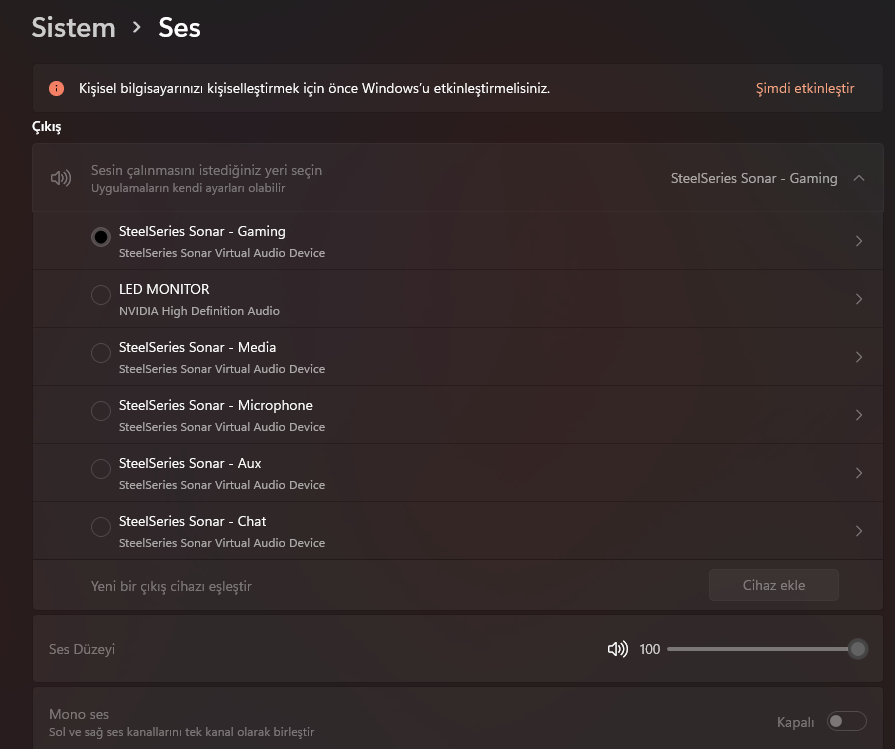 Sistem > Ses
Kişisel bilgisayarınızı kişiselleştirmek için önce Windows'u etkinleştirmelisiniz.
Şimdi etkinleştir
Çıkış
Sesin çalınmasını istediğiniz yeri seçin
Uygulamaların kendi ayarları olabilir
SteelSeries Sonar - Gaming
SteelSeries Sonar - Gaming
SteelSeries Sonar Virtual Audio Device
LED MONITOR
NVIDIA High Definition Audio
SteelSeries Sonar - Media
SteelSeries Sonar Virtual Audio Device
SteelSeries Sonar - Microphone
SteelSeries Sonar Virtual Audio Device
SteelSeries Sonar - Aux
SteelSeries Sonar Virtual Audio Device
SteelSeries Sonar - Chat
SteelSeries Sonar Virtual Audio Device
Yeni bir çıkış cihazı eşleştir
Cihaz ekle
Ses Düzeyi
100
Mono ses
Sol ve sağ ses kanallarını tek kanal olarak birleştir
Kapalı